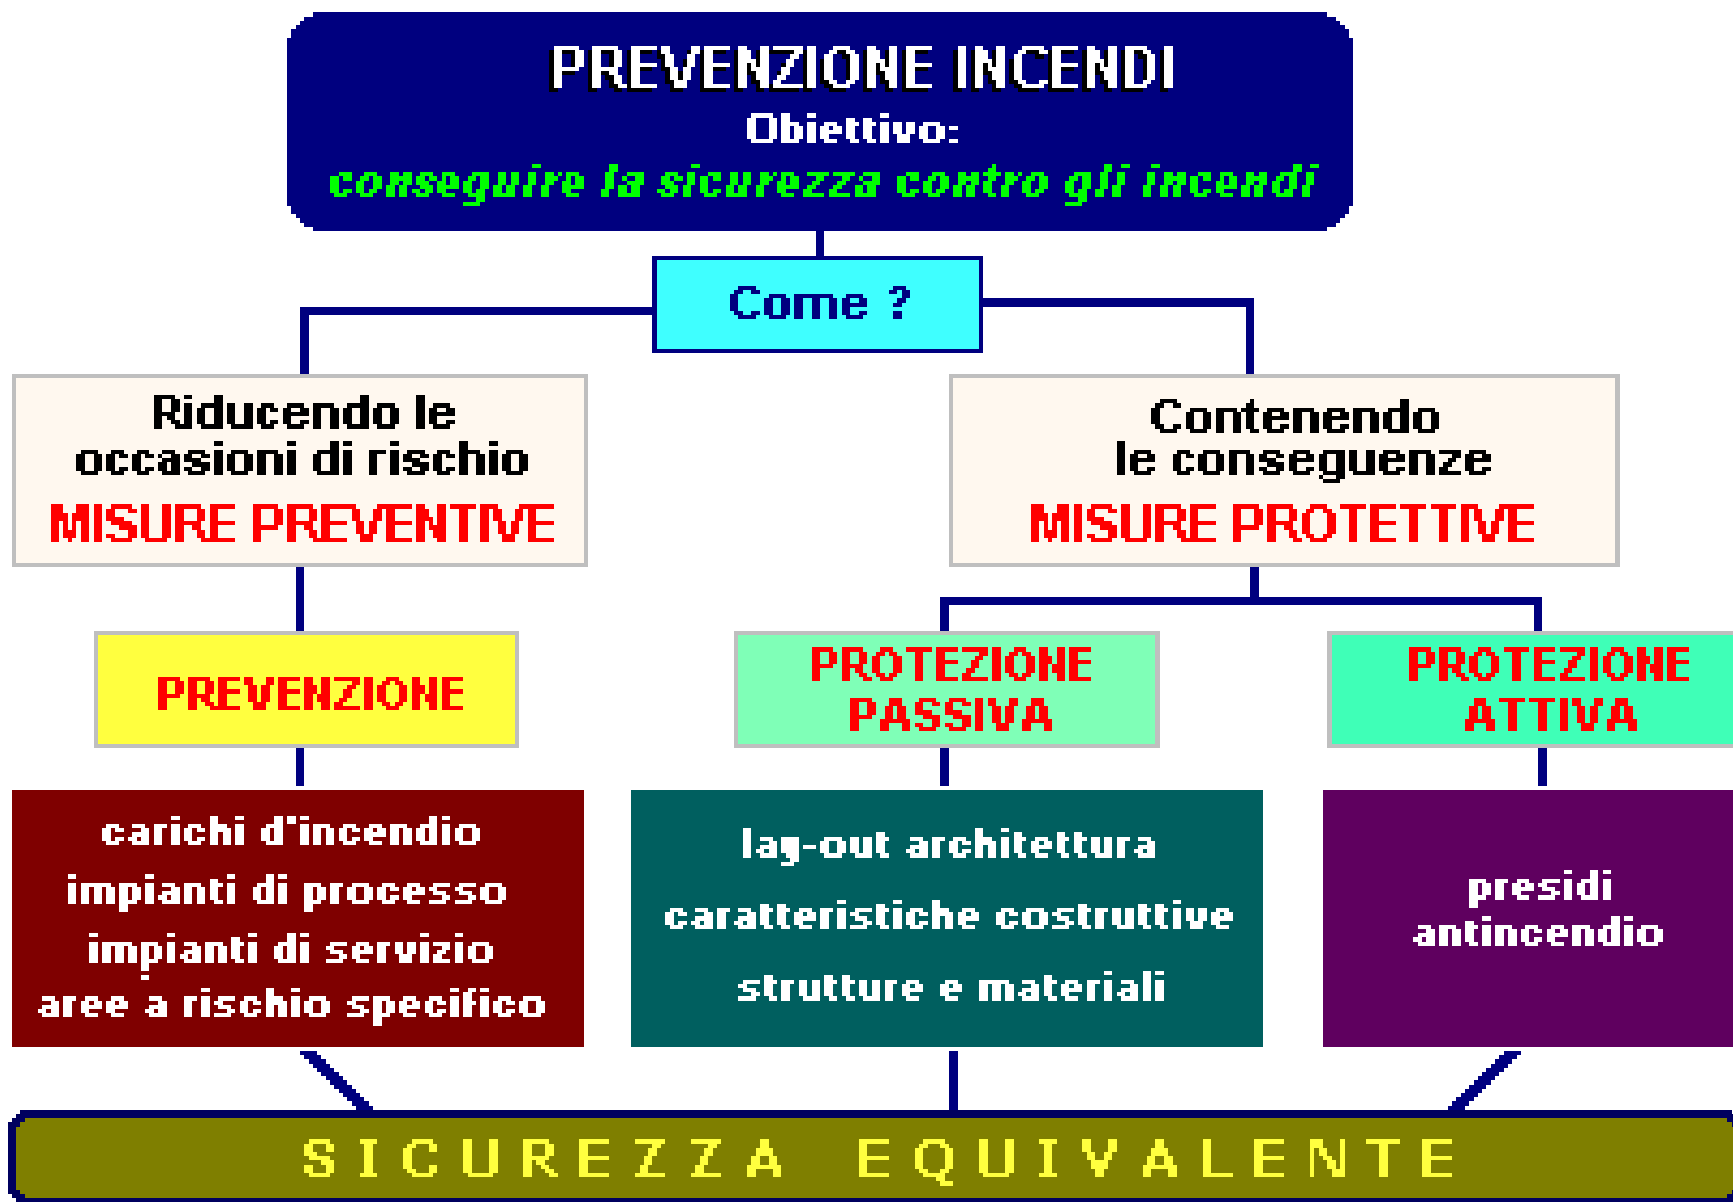 PREVENZIONE INCENDI
Obiettivo:
conseguire la sicurezza contro gli incendi
Come ?
Riducendo le
occasioni di rischio
MISURE PREVENTIVE
Contenendo
le conseguenze
MISURE PROTETTIVE
PREVENZIONE
PROTEZIONE
PASSIVA
PROTEZIONE
ATTIVA
carichi d'incendio
impianti di processo
impianti di servizio
aree a rischio specifico
lay-out architettura
caratteristiche costruttive
strutture e materiali
presidi
antincendio
SICUREZZA EQUIVALENTE